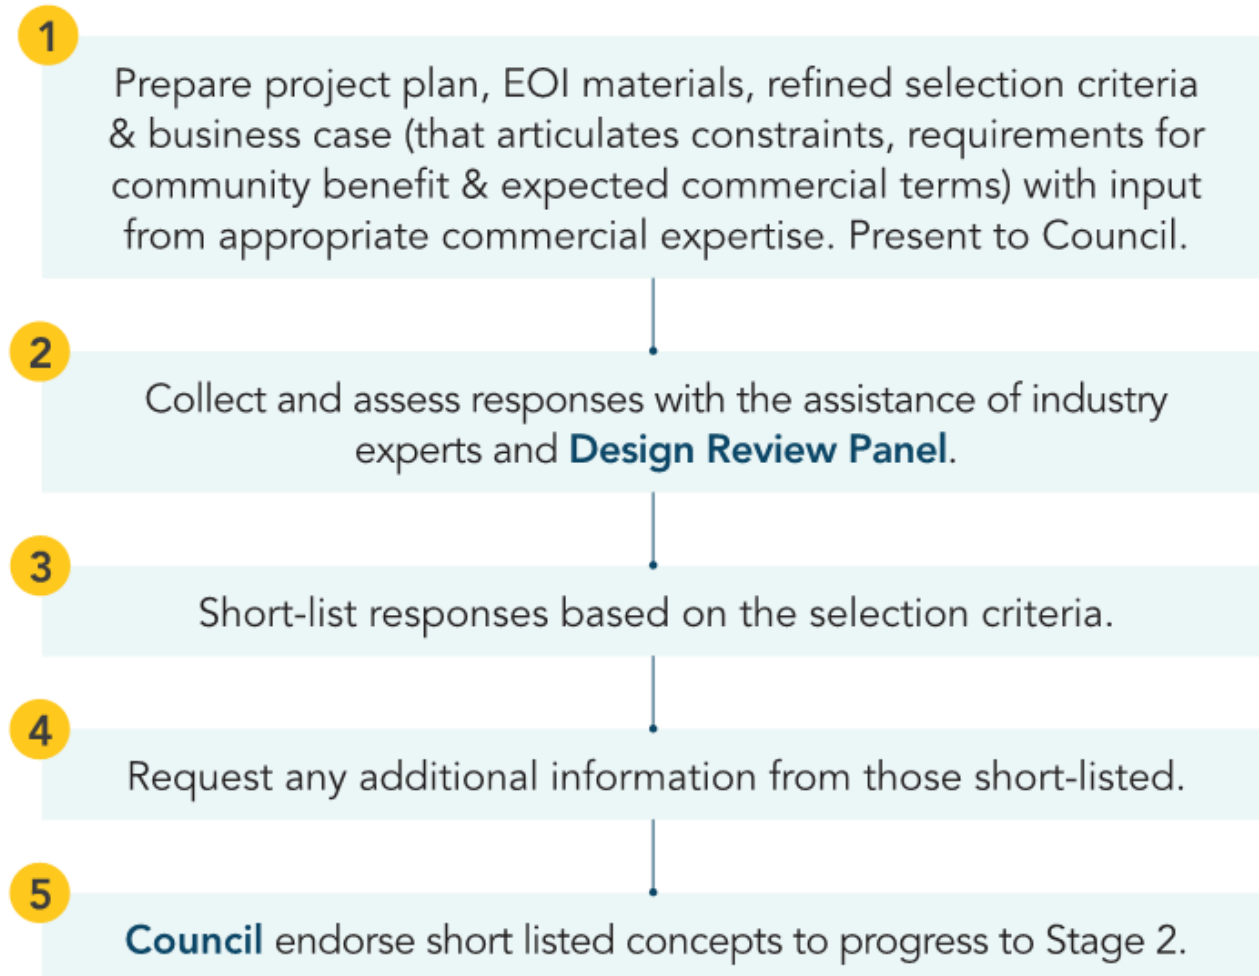 1
Prepare project plan, EOI materials, refined selection criteria
& business case (that articulates constraints, requirements for
community benefit & expected commercial terms) with input
from appropriate commercial expertise. Present to Council.
2
Collect and assess responses with the assistance of industry
experts and Design Review Panel.
3
Short-list responses based on the selection criteria.
4
Request any additional information from those short-listed.
5
Council endorse short listed concepts to progress to Stage 2.